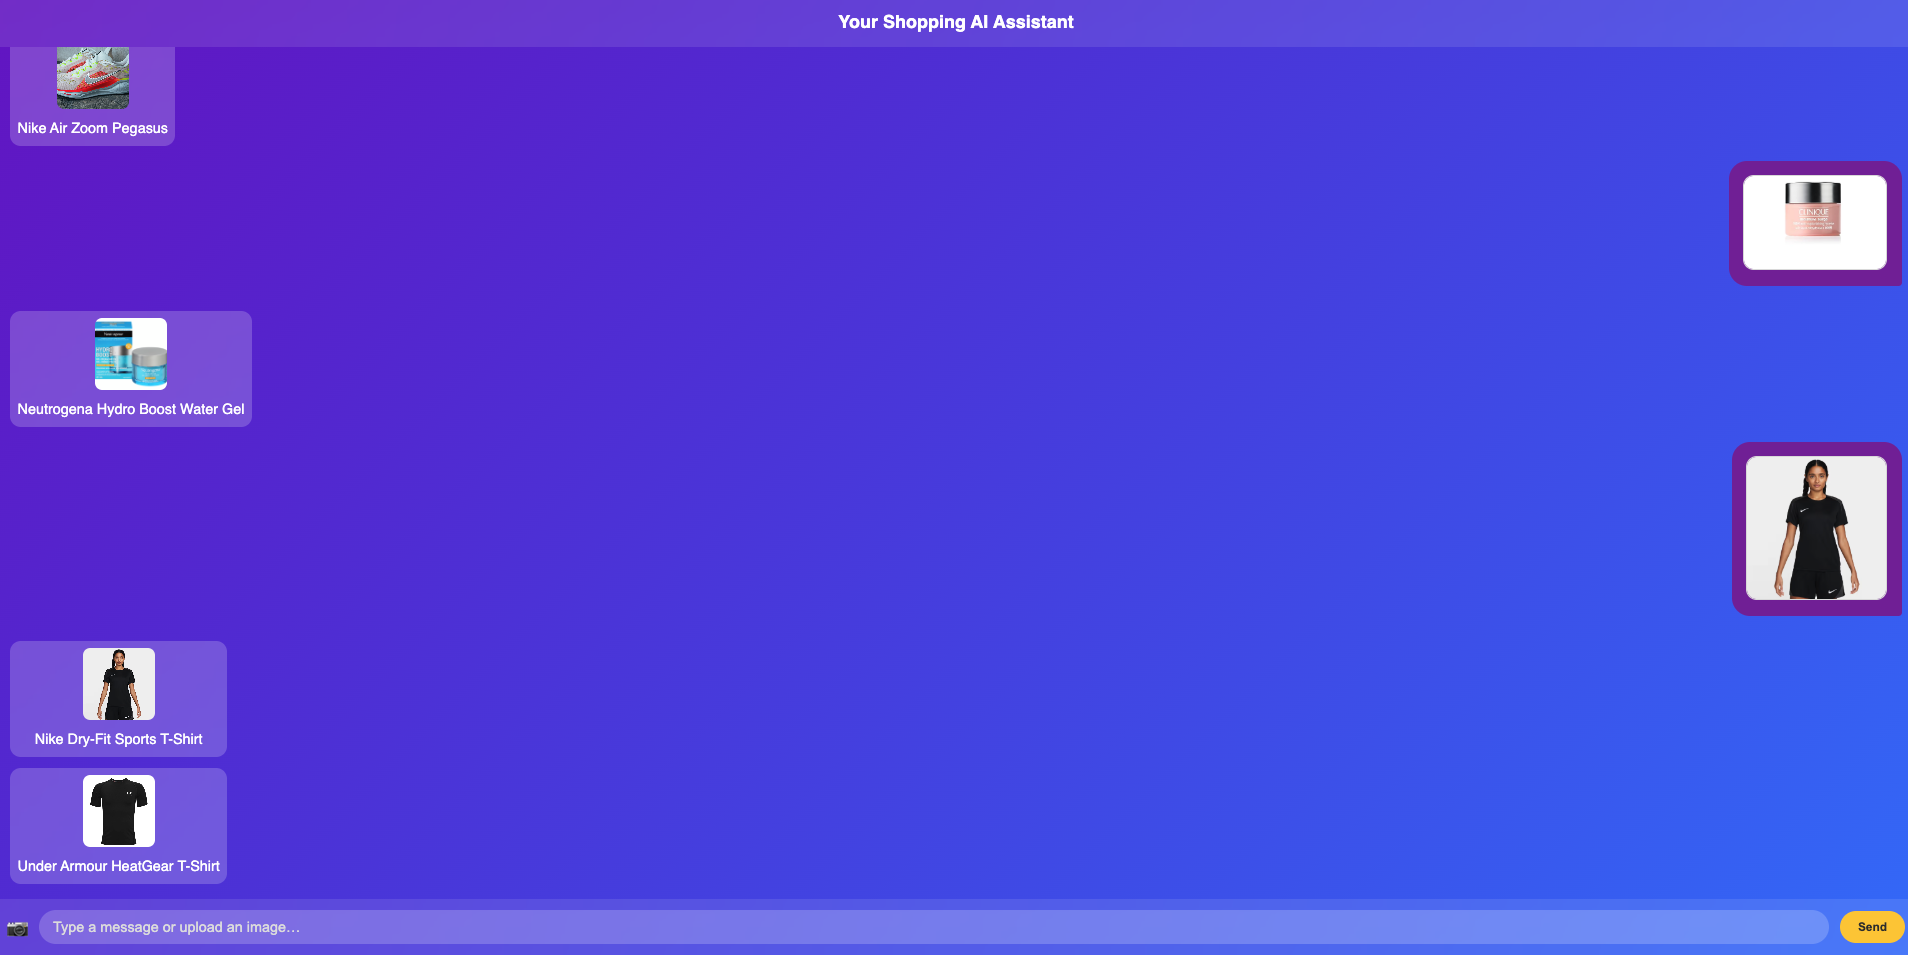 Your Shopping AI Assistant
Nike Air Zoom Pegasus
CLINIQUE
Neutrogena Hydro Boost Water Gel
Nike Dry-Fit Sports T-Shirt
Under Armour HeatGear T-Shirt
Type a message or upload an image…
Send